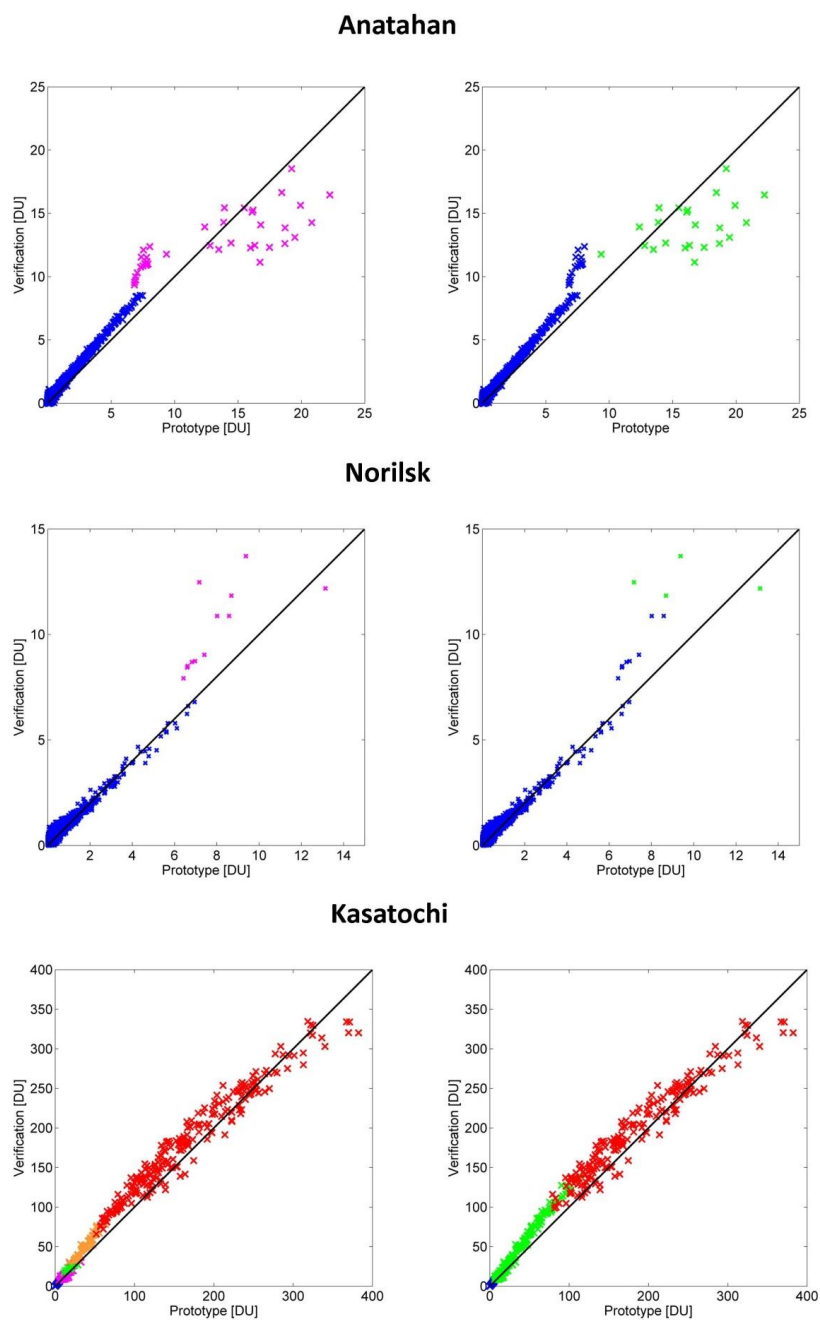 Anatahan
25
20
15
10
5
0
5 10 15 20 25
Verification [DU]
Prototype [DU]
25
20
15
10
5
0
5 10 15 20 25
Verification [DU]
Prototype
Norilsk
15
10
5
0
2 4 6 8 10 12 14
Verification [DU]
Prototype [DU]
15
10
5
0
2 4 6 8 10 12 14
Verification [DU]
Prototype [DU]
Kasatochi
400
350
300
250
200
150
100
50
0
0 100 200 300 400
Verification [DU]
Prototype [DU]
400
350
300
250
200
150
100
50
0
0 100 200 300 400
Verification [DU]
Prototype [DU]